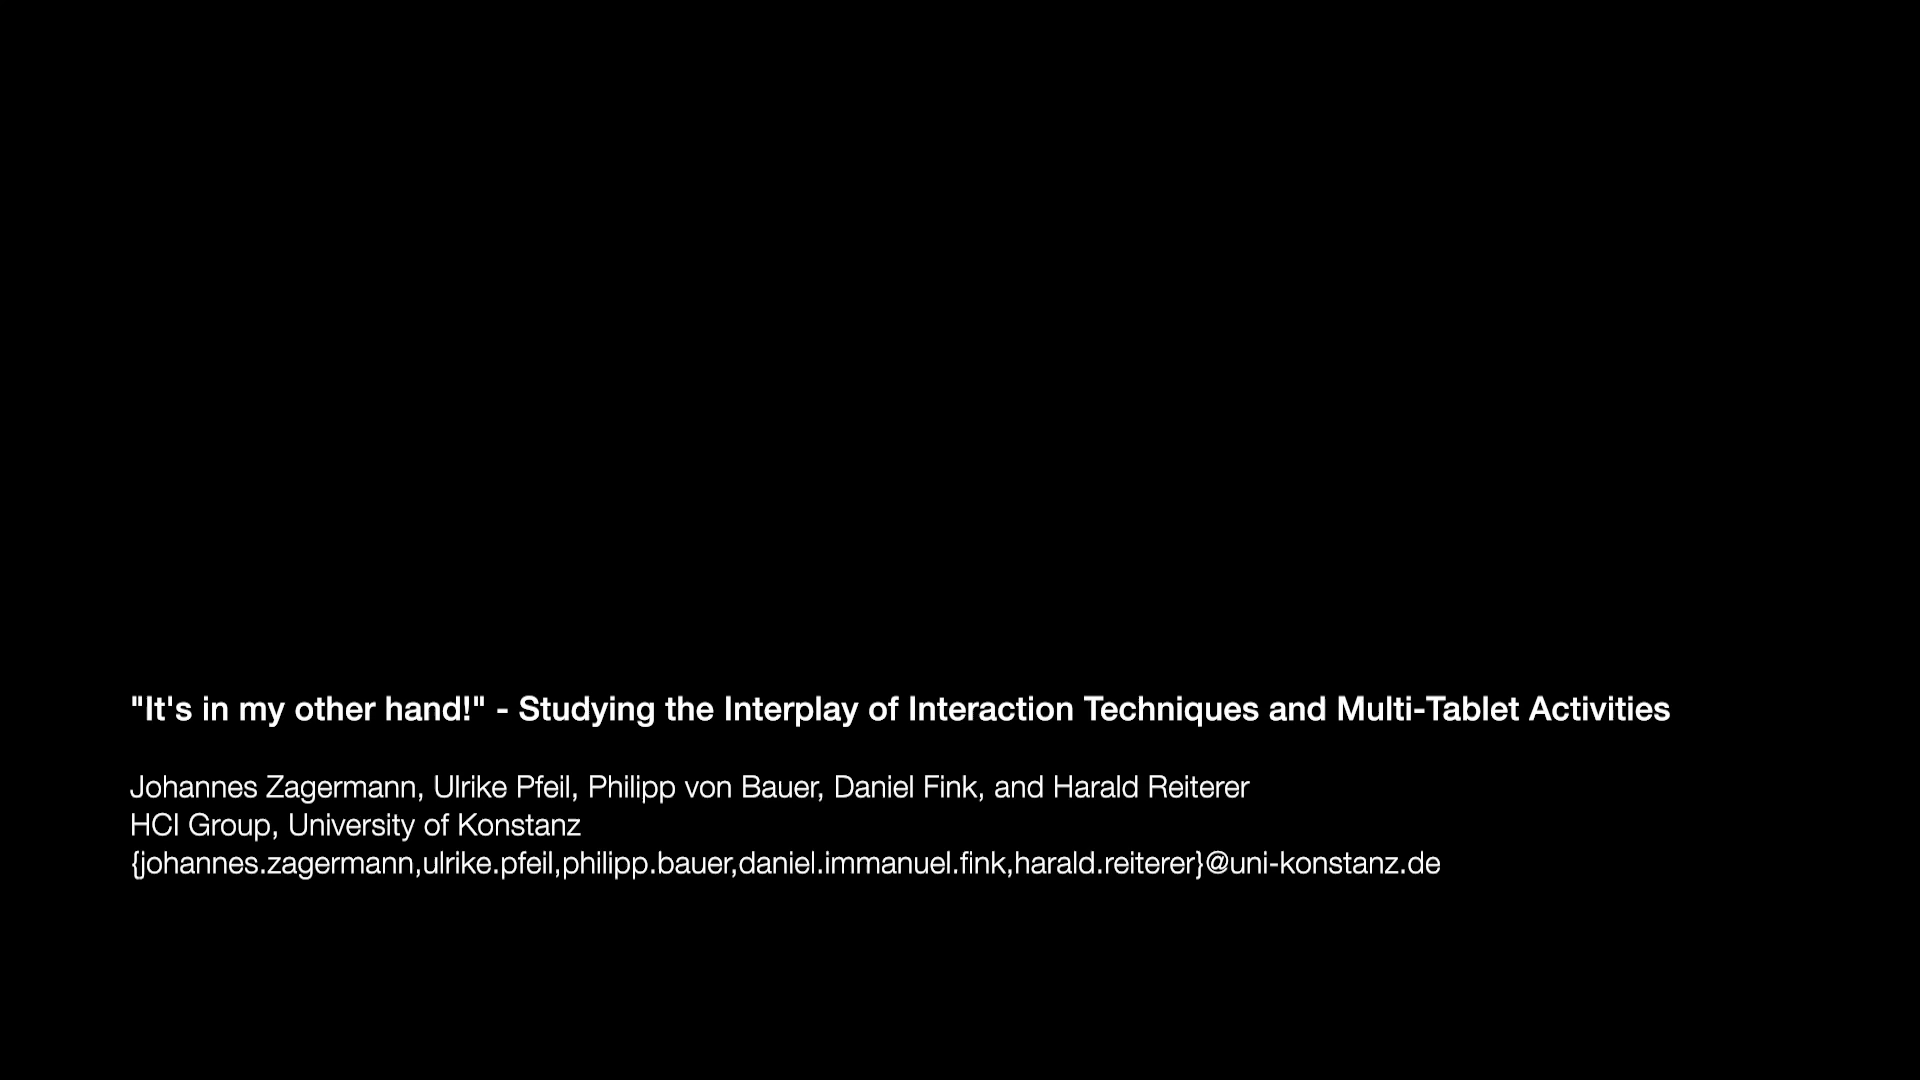 "It's in my other hand!" - Studying the Interplay of Interaction Techniques and Multi-Tablet Activities
Johannes Zagermann, Ulrike Pfeil, Philipp von Bauer, Daniel Fink, and Harald Reiterer
HCI Group, University of Konstanz
{johannes.zagermann,ulrike.pfeil,philipp.bauer,daniel.immanuel.fink,harald.reiterer}@uni-konstanz.de